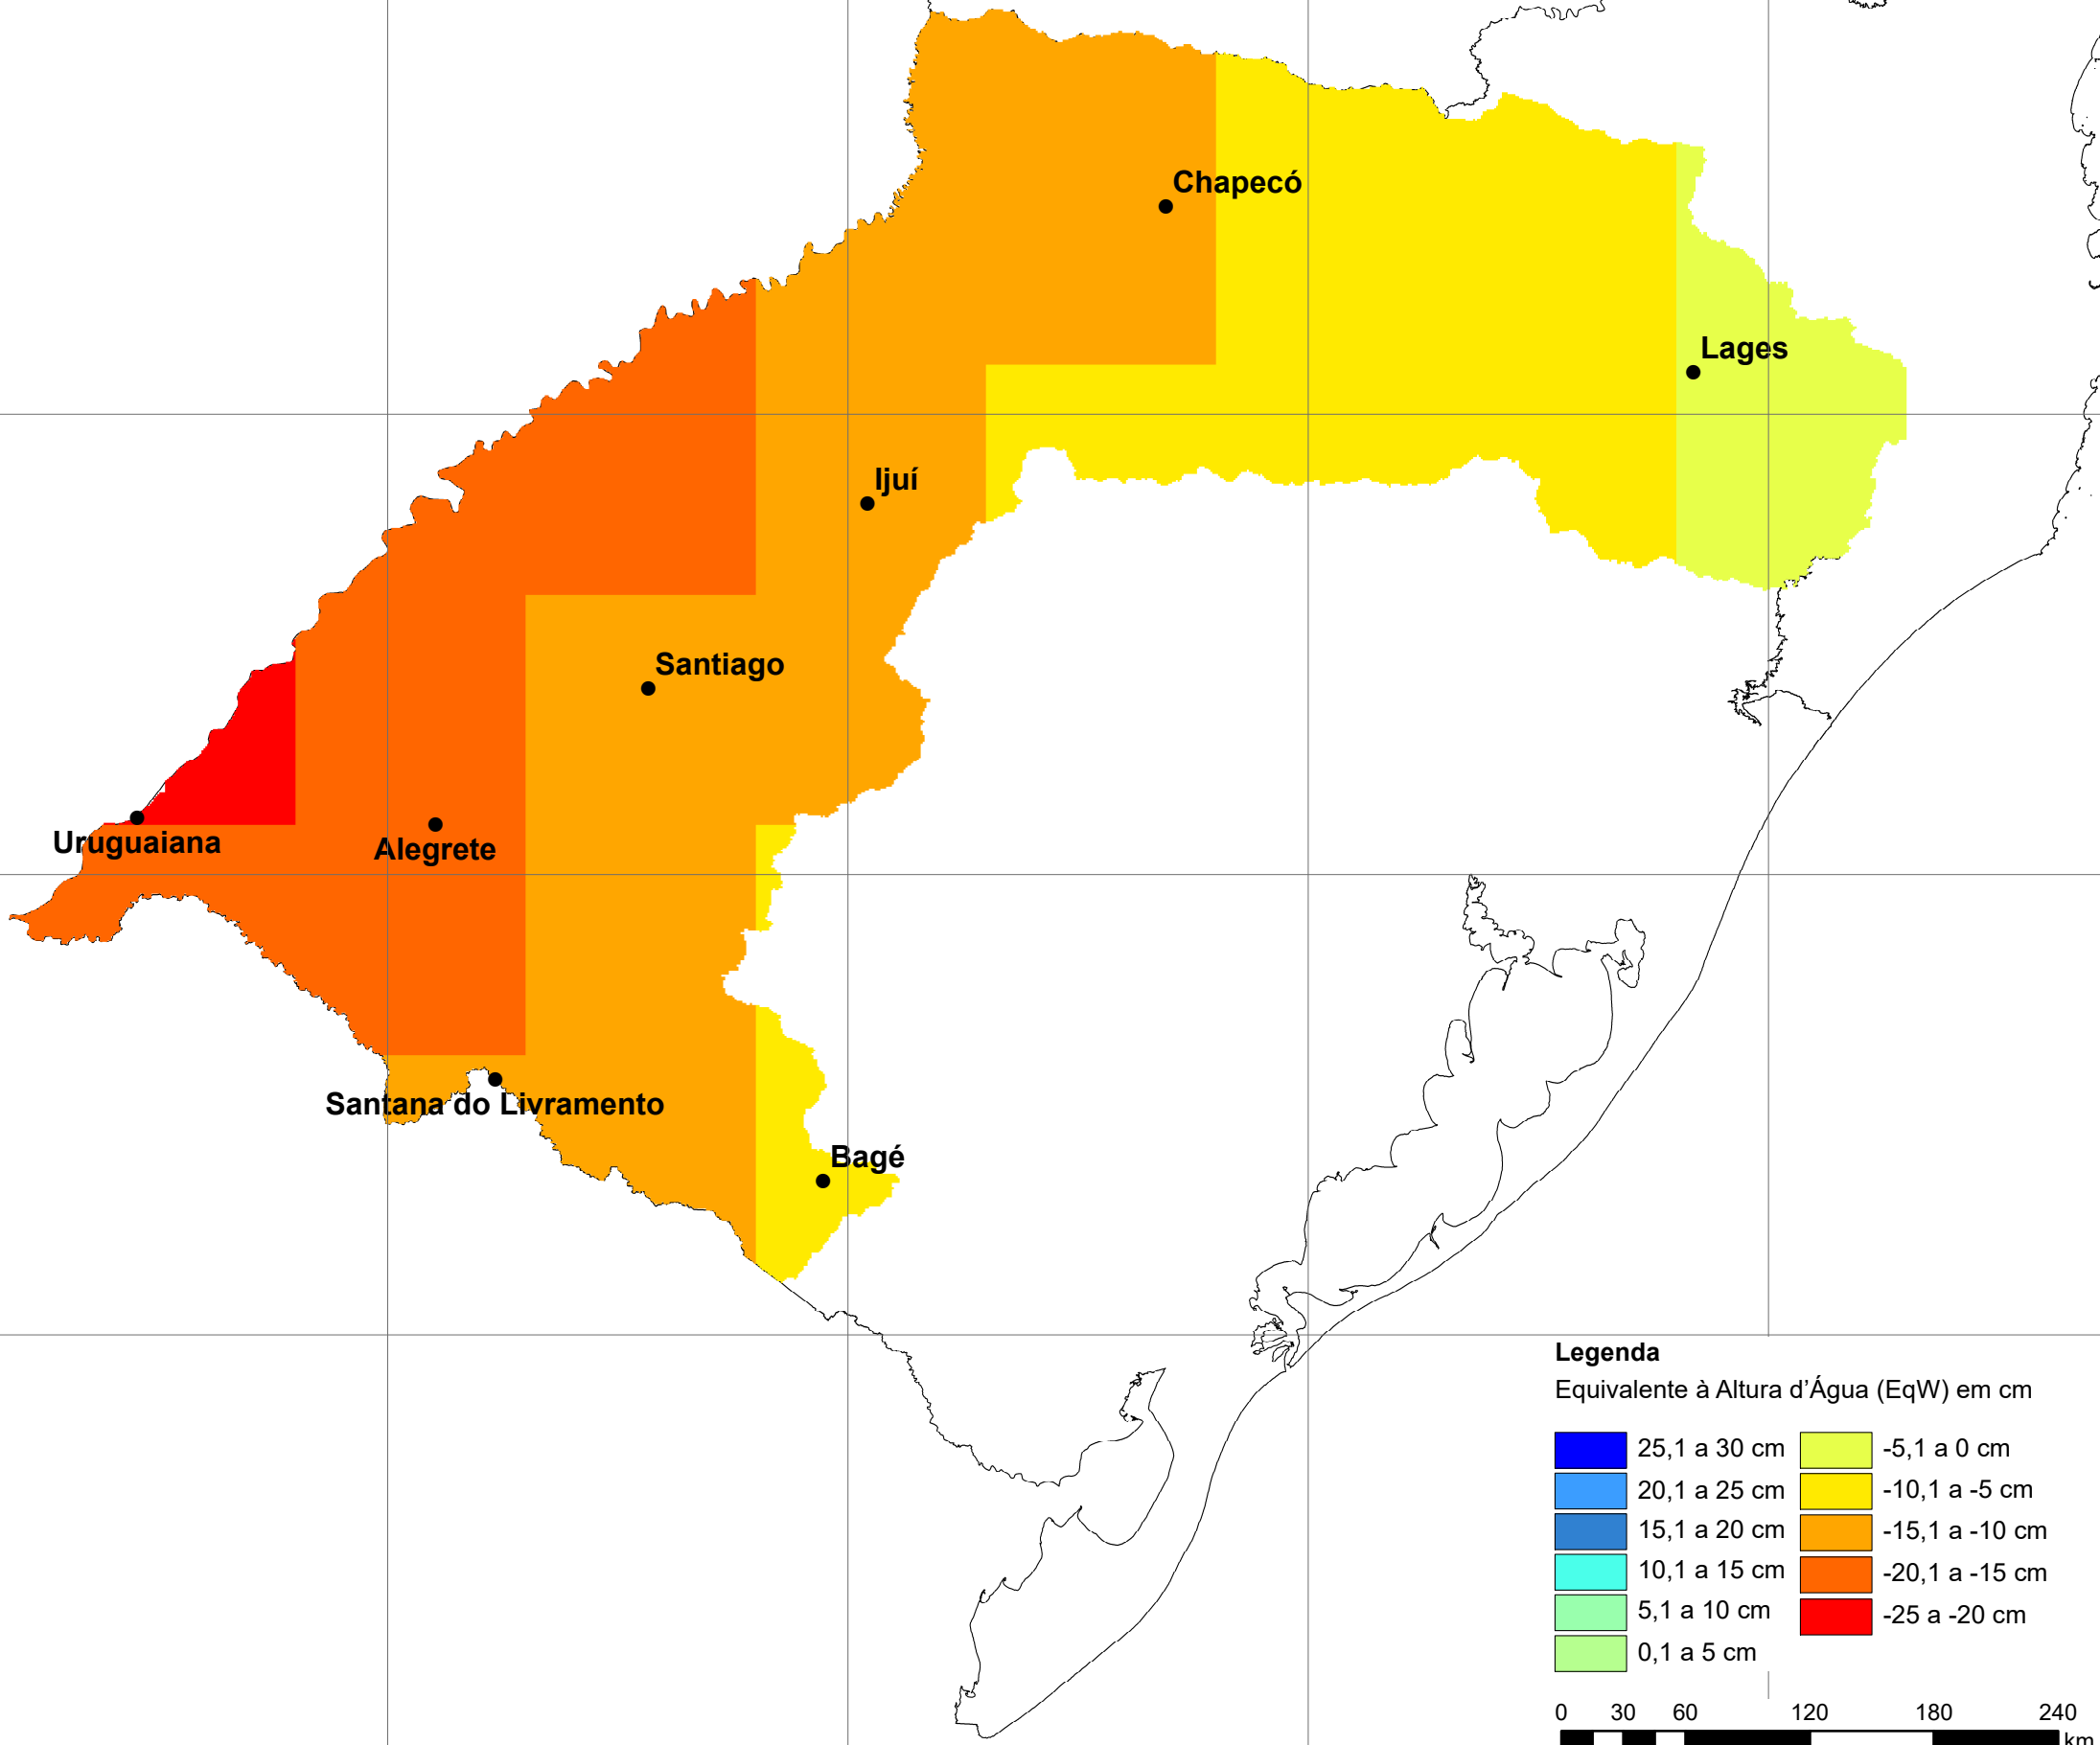 Chapecó
Lages
Ijuí
Santiago
Uruguaiana
Alegrete
Santana do Livramento
Bagé
Legenda
Equivalente à Altura d’Água (EqW) em cm
25,1 a 30 cm
20,1 a 25 cm
15,1 a 20 cm
10,1 a 15 cm
5,1 a 10 cm
0,1 a 5 cm
-5,1 a 0 cm
-10,1 a -5 cm
-15,1 a -10 cm
-20,1 a -15 cm
-25 a -20 cm
0 30 60 120 180 240
km